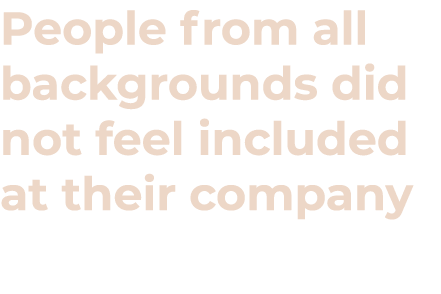 People from all
backgrounds did
not feel included
at their company